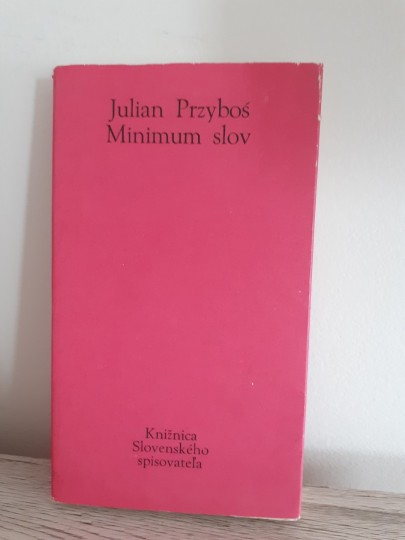 Julian Przyboś
Minimum slov
Knižnica
Slovenského
spisovateľa